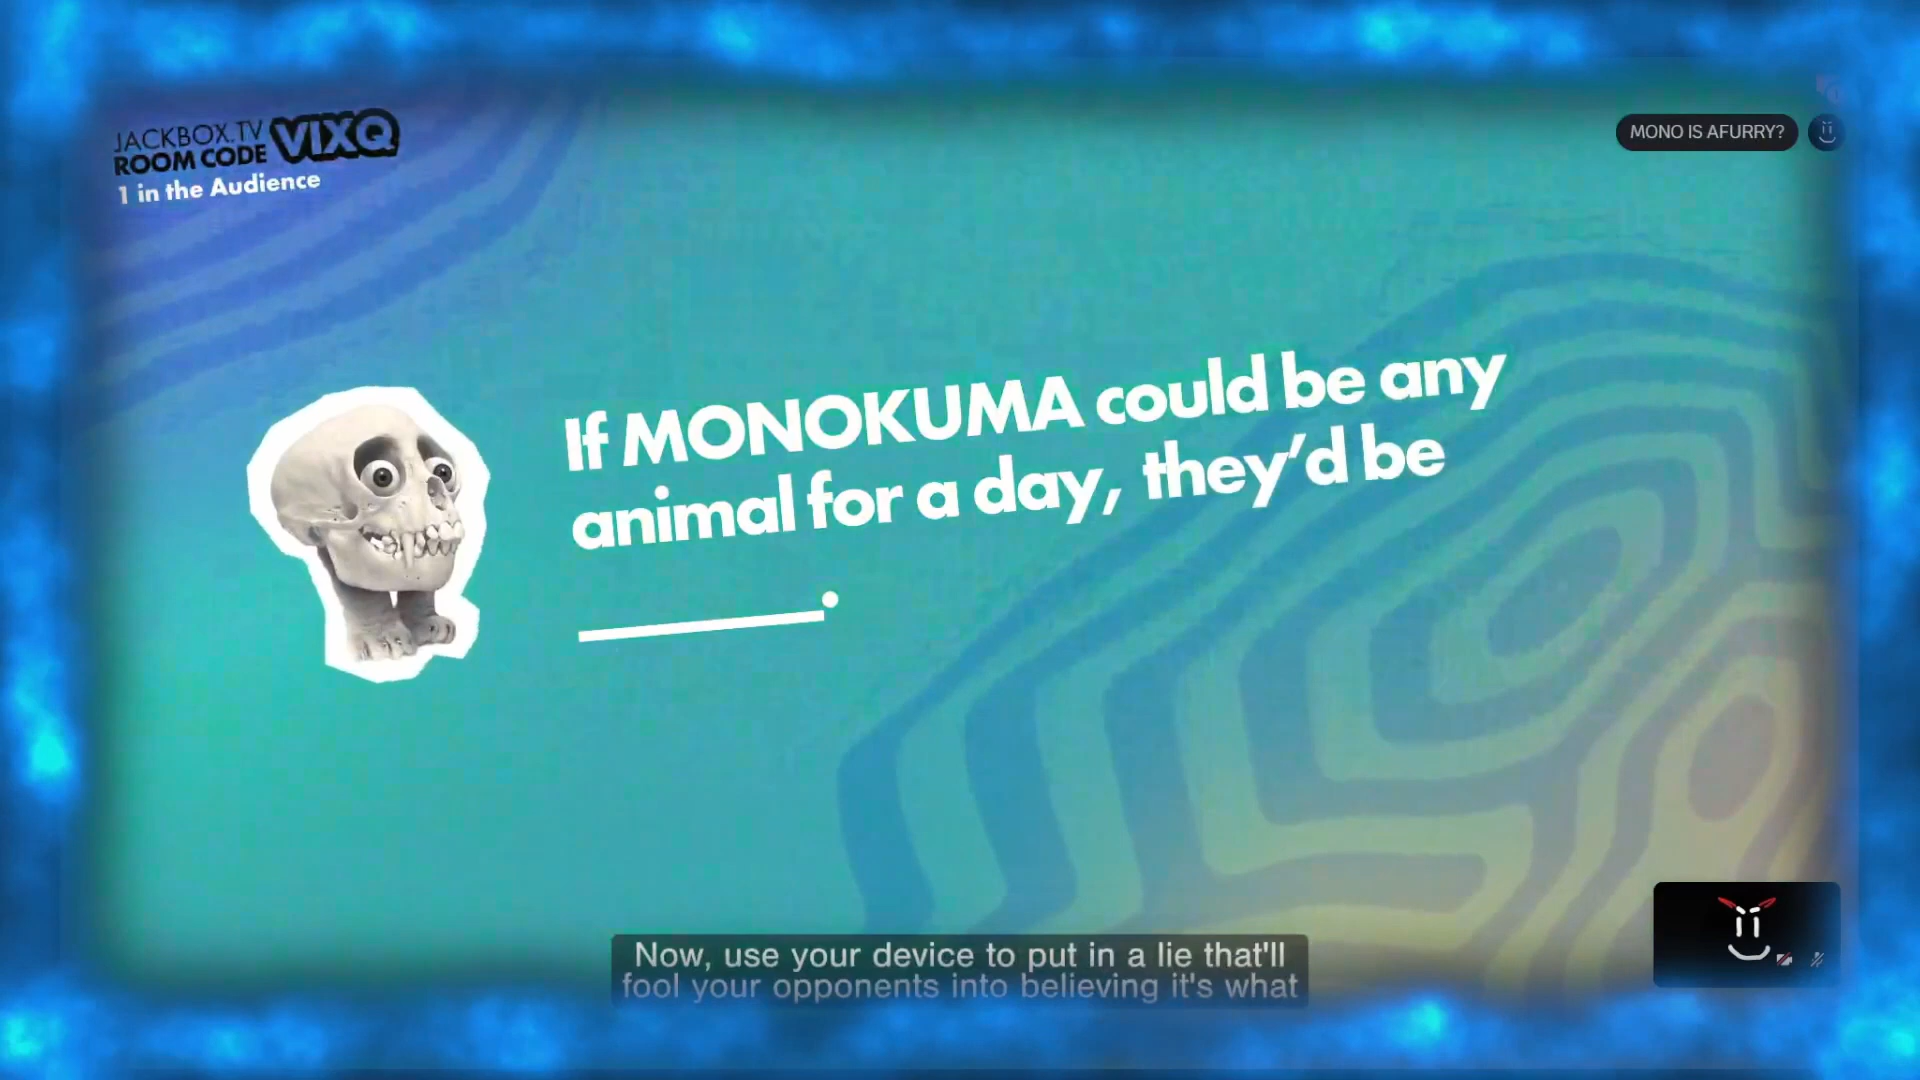 JACKBOX.TV
ROOM CODE VIXQ
1 in the Audience
MONO IS AFURRY?
If MONOKUMA could be any
animal for a day, they'd be
_______.
Now, use your device to put in a lie that'll
fool your opponents into believing it's what